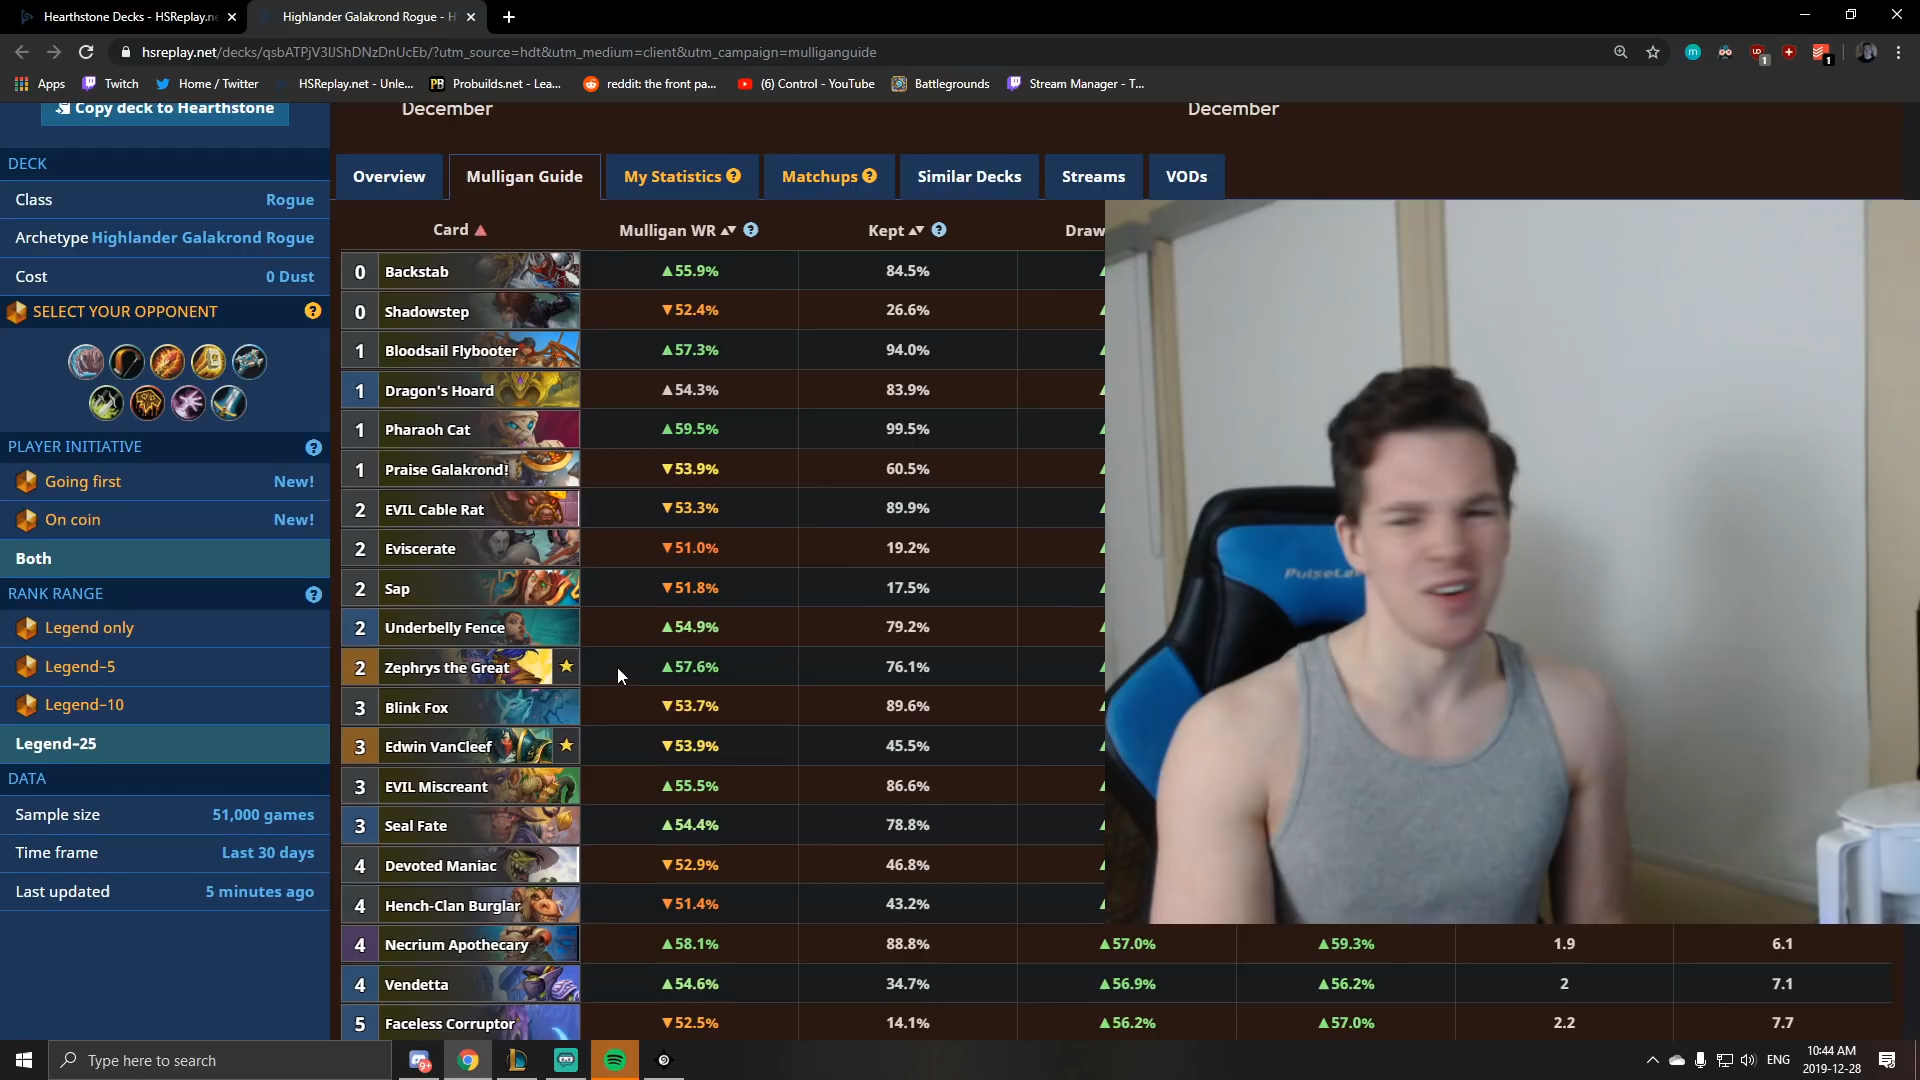 Hearthstone Decks - HSReplay.ne
Highlander Galakrond Rogue - H
hsreplay.net/decks/qsbATPjV3IJShDNzDnUcEb/?utm_source=hdt&utm_medium=client&utm_campaign=mulliganguide
Apps
Twitch
Home / Twitter
HSReplay.net - Unle...
PB
Probuilds.net - Lea...
reddit: the front pa...
(6) Control - YouTube
Battlegrounds
Stream Manager - T...
Copy deck to Hearthstone
December
December
DECK
Class
Rogue
Archetype Highlander Galakrond Rogue
Cost
0 Dust
SELECT YOUR OPPONENT
PLAYER INITIATIVE
Going first
New!
On coin
New!
Both
RANK RANGE
Legend only
Legend–5
Legend–10
Legend–25
DATA
Sample size
51,000 games
Time frame
Last 30 days
Last updated
5 minutes ago
Overview
Mulligan Guide
My Statistics
Matchups
Similar Decks
Streams
VODs
Card ▲ Mulligan WR ▲▼ Kept ▲▼ Draw
0 Backstab ▲55.9% 84.5%
0 Shadowstep ▼52.4% 26.6%
1 Bloodsail Flybooter ▲57.3% 94.0%
1 Dragon's Hoard ▲54.3% 83.9%
1 Pharaoh Cat ▲59.5% 99.5%
1 Praise Galakrond! ▼53.9% 60.5%
2 EVIL Cable Rat ▼53.3% 89.9%
2 Eviscerate ▼51.0% 19.2%
2 Sap ▼51.8% 17.5%
2 Underbelly Fence ▲54.9% 79.2%
2 Zephrys the Great ★ ▲57.6% 76.1%
3 Blink Fox ▼53.7% 89.6%
3 Edwin VanCleef ★ ▼53.9% 45.5%
3 EVIL Miscreant ▲55.5% 86.6%
3 Seal Fate ▲54.4% 78.8%
4 Devoted Maniac ▼52.9% 46.8%
4 Hench-Clan Burglar ▼51.4% 43.2%
4 Necrium Apothecary ▲58.1% 88.8% ▲57.0% ▲59.3% 1.9 6.1
4 Vendetta ▲54.6% 34.7% ▲56.9% ▲56.2% 2 7.1
5 Faceless Corruptor ▼52.5% 14.1% ▲56.2% ▲57.0% 2.2 7.7
Type here to search
ENG
10:44 AM
2019-12-28